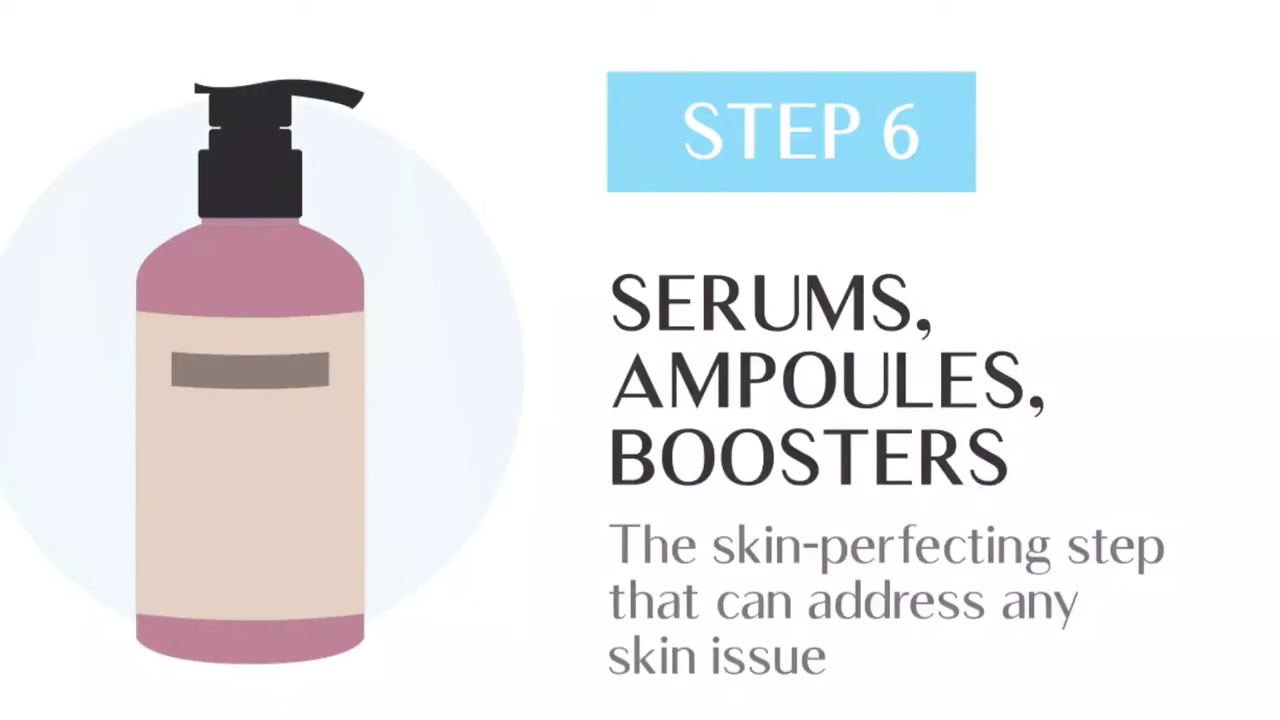 STEP 6
SERUMS,
AMPOULES,
BOOSTERS
The skin-perfecting step
that can address any
skin issue